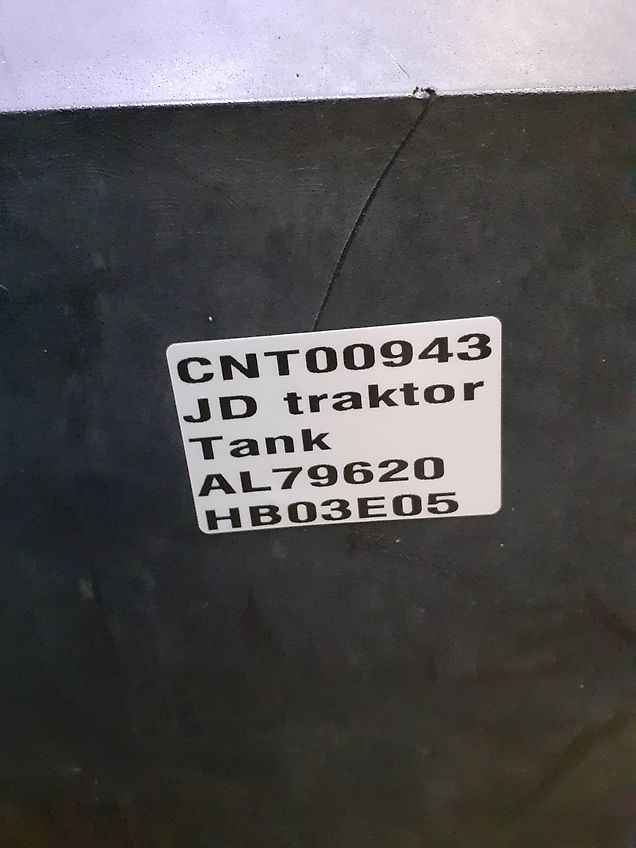 CNT00943
JD traktor
Tank
AL79620
HB03E05